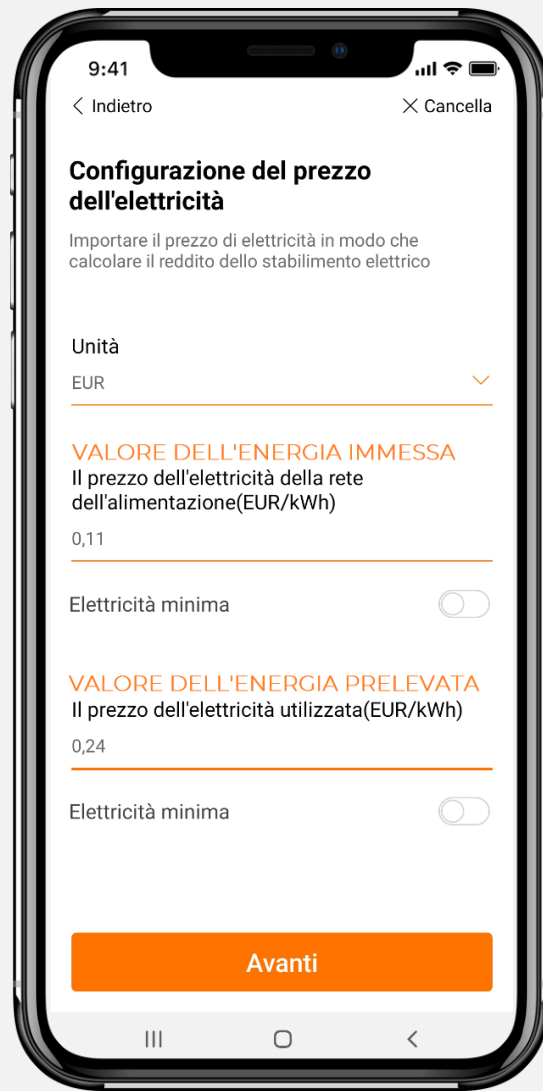 9:41
Indietro
Cancella
Configurazione del prezzo
dell'elettricità
Importare il prezzo di elettricità in modo che
calcolare il reddito dello stabilimento elettrico
Unità
EUR
VALORE DELL'ENERGIA IMMESSA
Il prezzo dell'elettricità della rete
dell'alimentazione(EUR/kWh)
0,11
Elettricità minima
VALORE DELL'ENERGIA PRELEVATA
Il prezzo dell'elettricità utilizzata(EUR/kWh)
0,24
Elettricità minima
Avanti